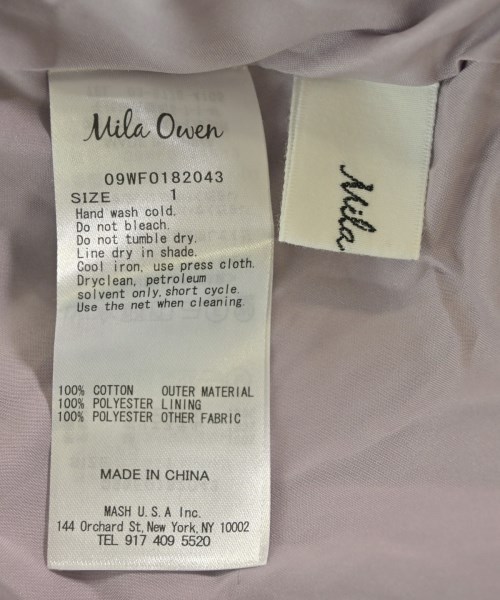 Mila Owen
09WF0182043
SIZE 1
Hand wash cold.
Do not bleach.
Do not tumble dry.
Line dry in shade.
Cool iron, use press cloth.
Dryclean, petroleum
solvent only, short cycle.
Use the net when cleaning.
100% COTTON OUTER MATERIAL
100% POLYESTER LINING
100% POLYESTER OTHER FABRIC
MADE IN CHINA
MASH U.S.A Inc.
144 Orchard St, New York, NY 10002
TEL 917 409 5520
Mila